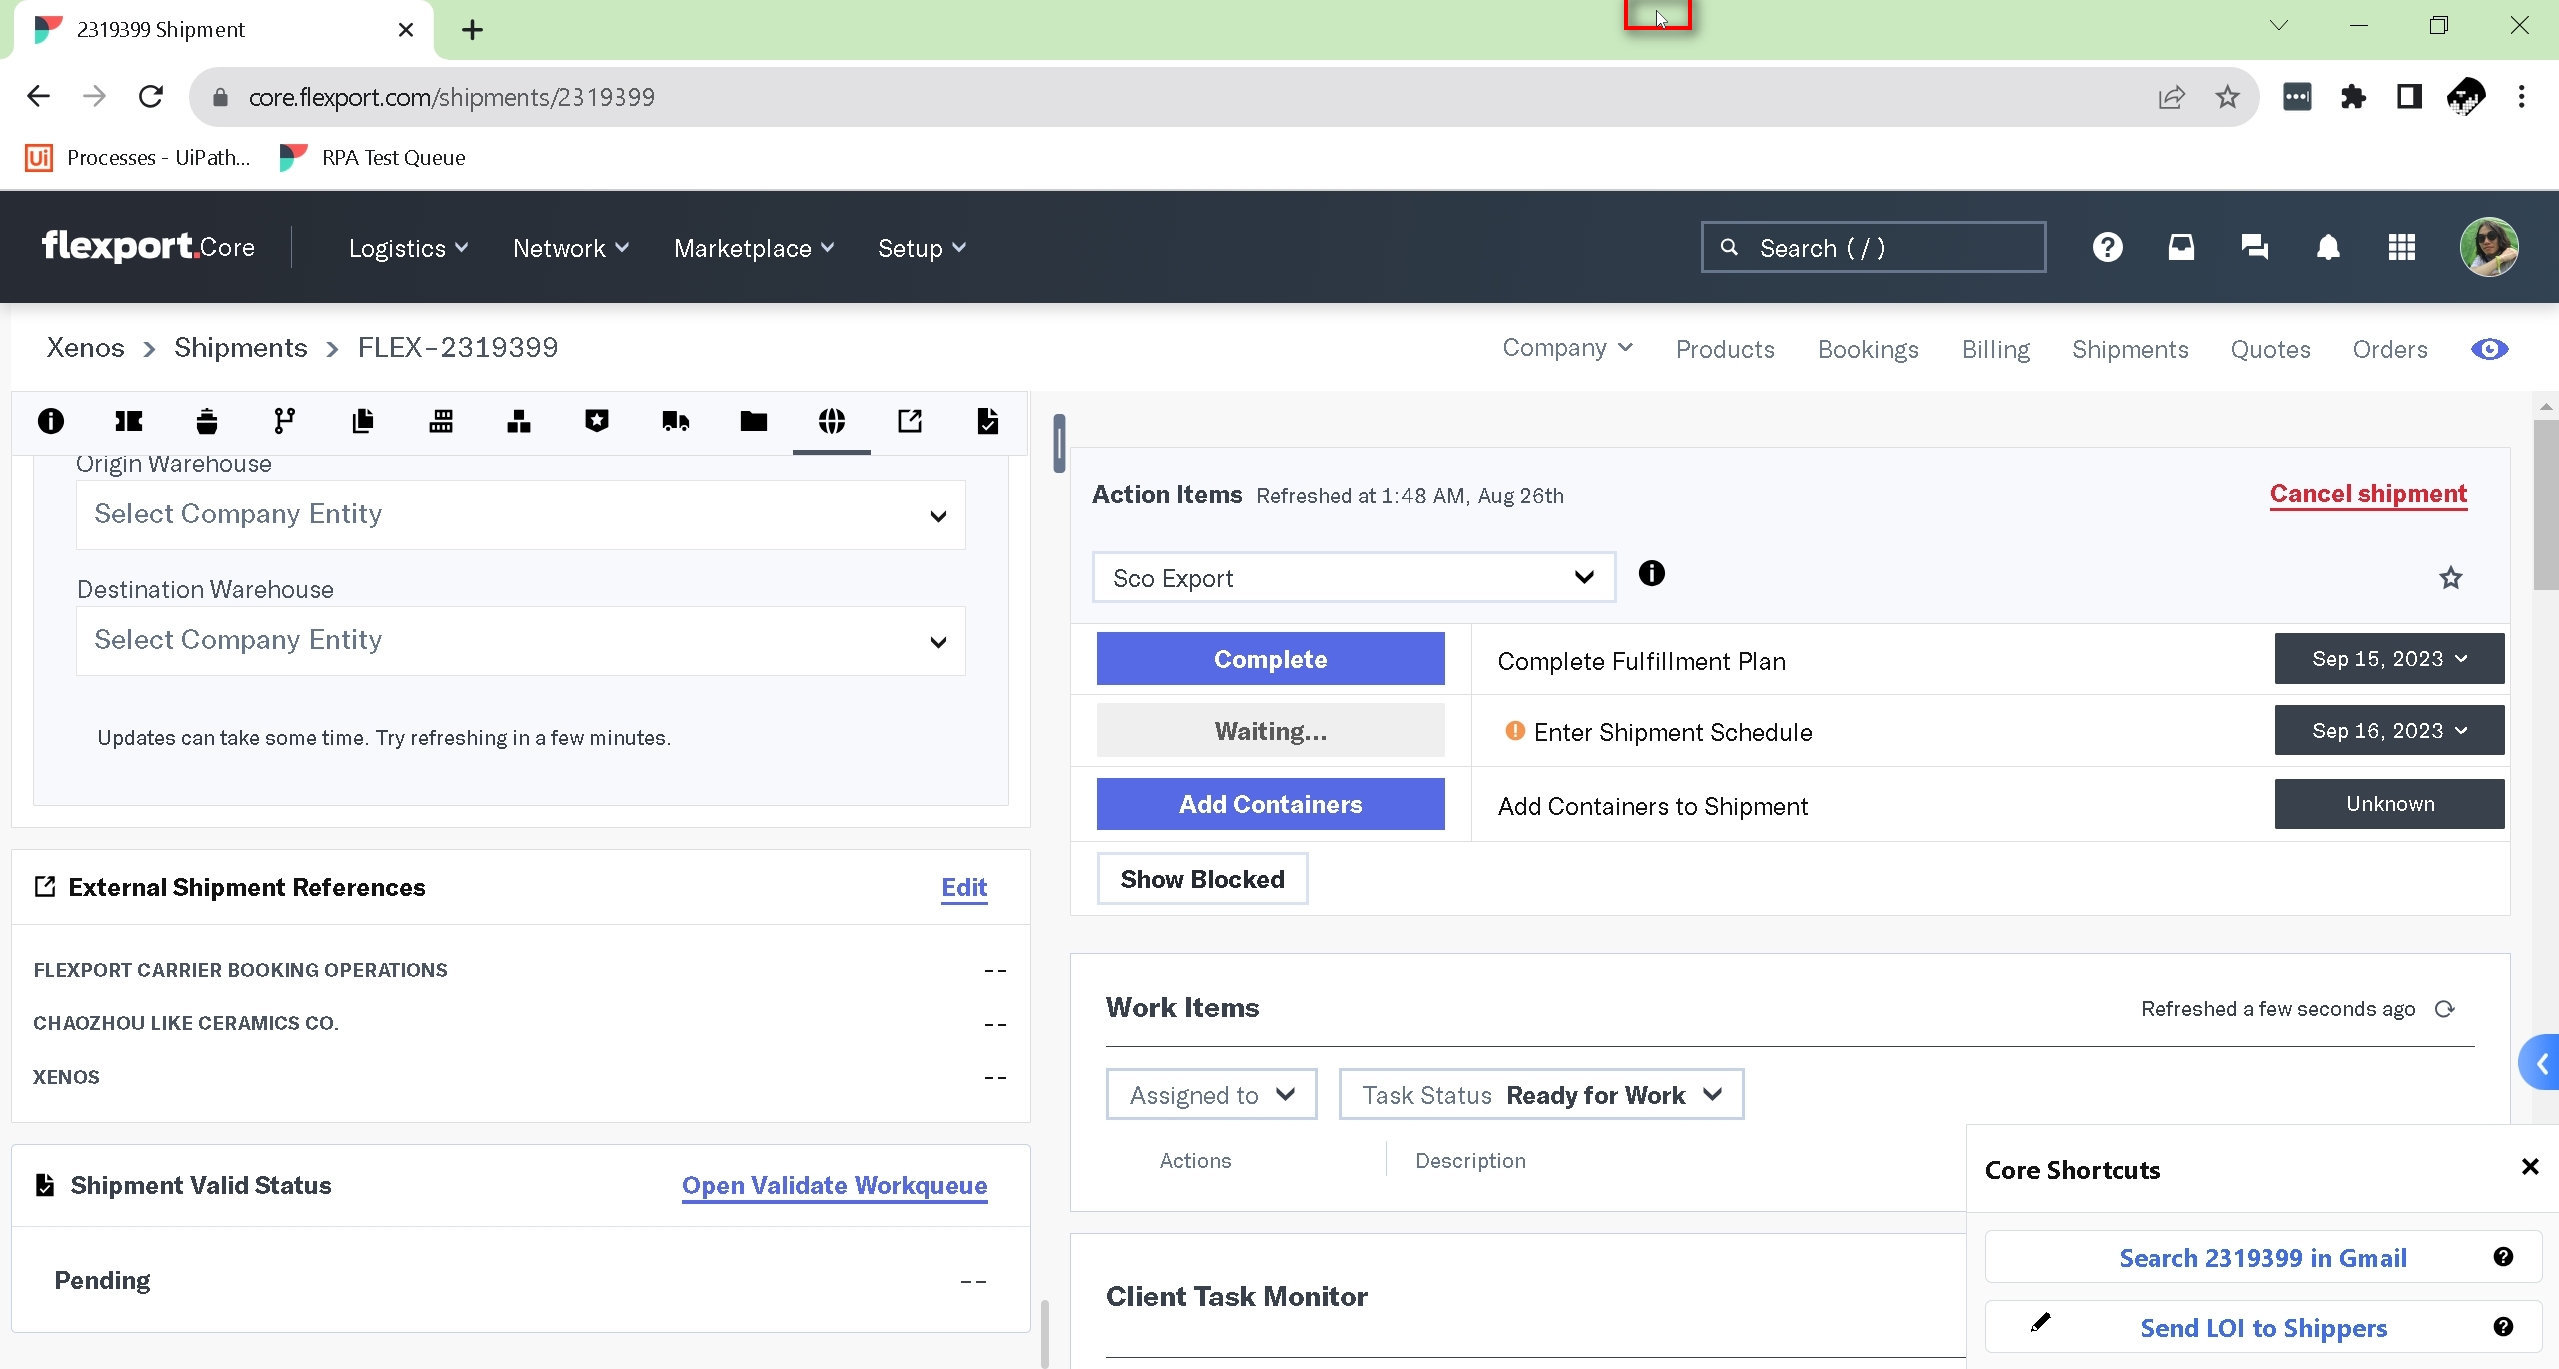 2319399 Shipment
core.flexport.com/shipments/2319399
Ui Processes - UiPath... RPA Test Queue
flexport.Core Logistics Network Marketplace Setup Search ( / )
Xenos > Shipments > FLEX-2319399 Company Products Bookings Billing Shipments Quotes Orders
Origin Warehouse
Select Company Entity
Destination Warehouse
Select Company Entity
Updates can take some time. Try refreshing in a few minutes.
External Shipment References Edit
FLEXPORT CARRIER BOOKING OPERATIONS --
CHAOZHOU LIKE CERAMICS CO. --
XENOS --
Shipment Valid Status Open Validate Workqueue
Pending --
Action Items Refreshed at 1:48 AM, Aug 26th Cancel shipment
Sco Export
Complete Complete Fulfillment Plan Sep 15, 2023
Waiting... Enter Shipment Schedule Sep 16, 2023
Add Containers Add Containers to Shipment Unknown
Show Blocked
Work Items Refreshed a few seconds ago
Assigned to Task Status Ready for Work
Actions Description
Client Task Monitor
Core Shortcuts
Search 2319399 in Gmail
Send LOI to Shippers